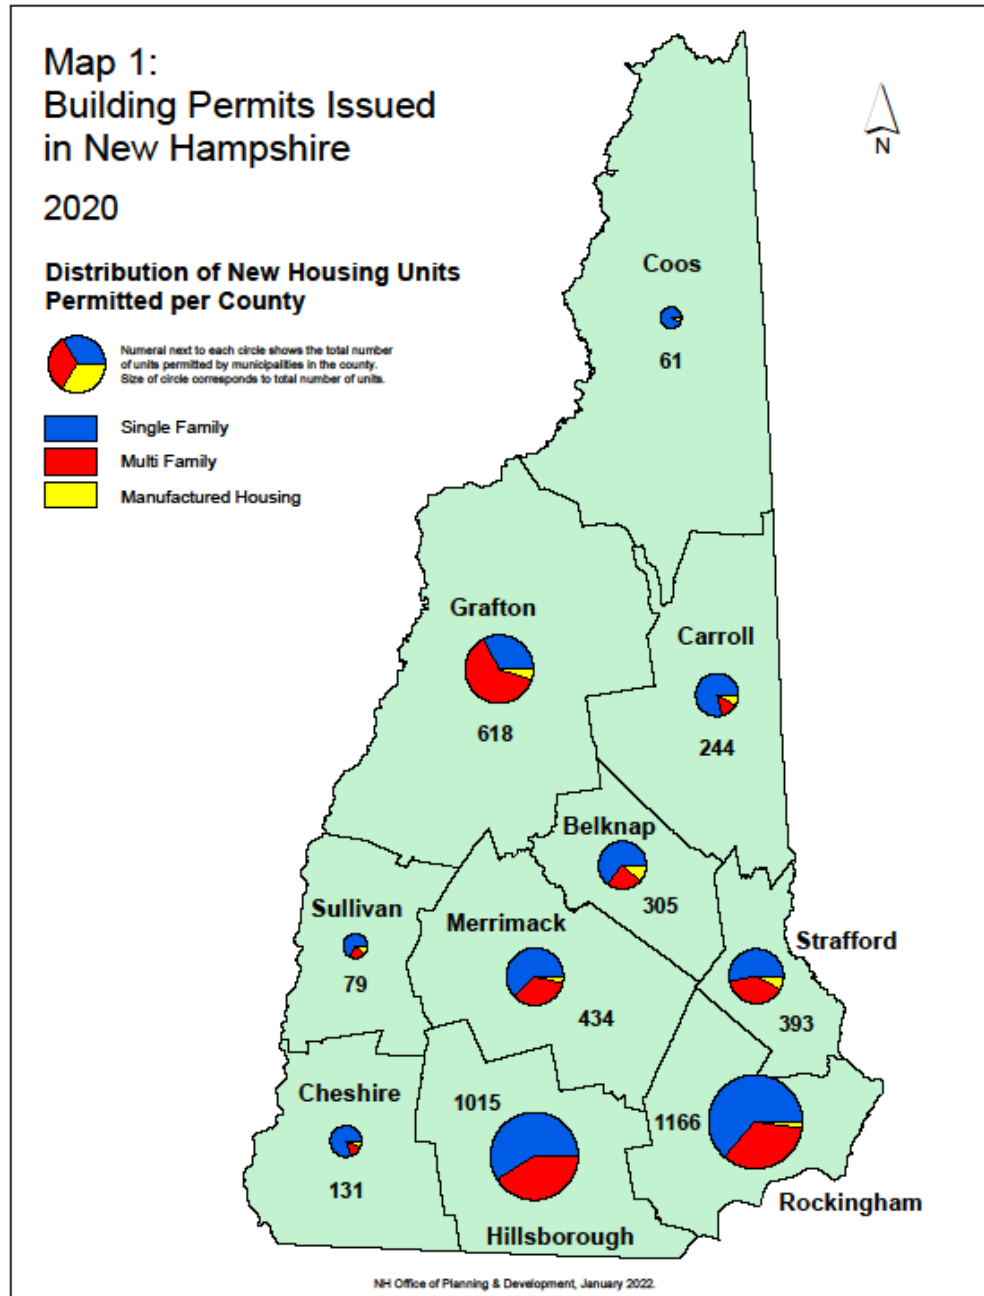 Map 1:
Building Permits Issued
in New Hampshire
2020
N
Distribution of New Housing Units
Permitted per County
Numeral next to each circle shows the total number
of units permitted by municipalities in the county.
Size of circle corresponds to total number of units.
Single Family
Multi Family
Manufactured Housing
Coos
61
Grafton
618
Carroll
244
Belknap
305
Sullivan
79
Merrimack
434
Strafford
393
Cheshire
131
1015
Hillsborough
1166
Rockingham
NH Office of Planning & Development, January 2022.